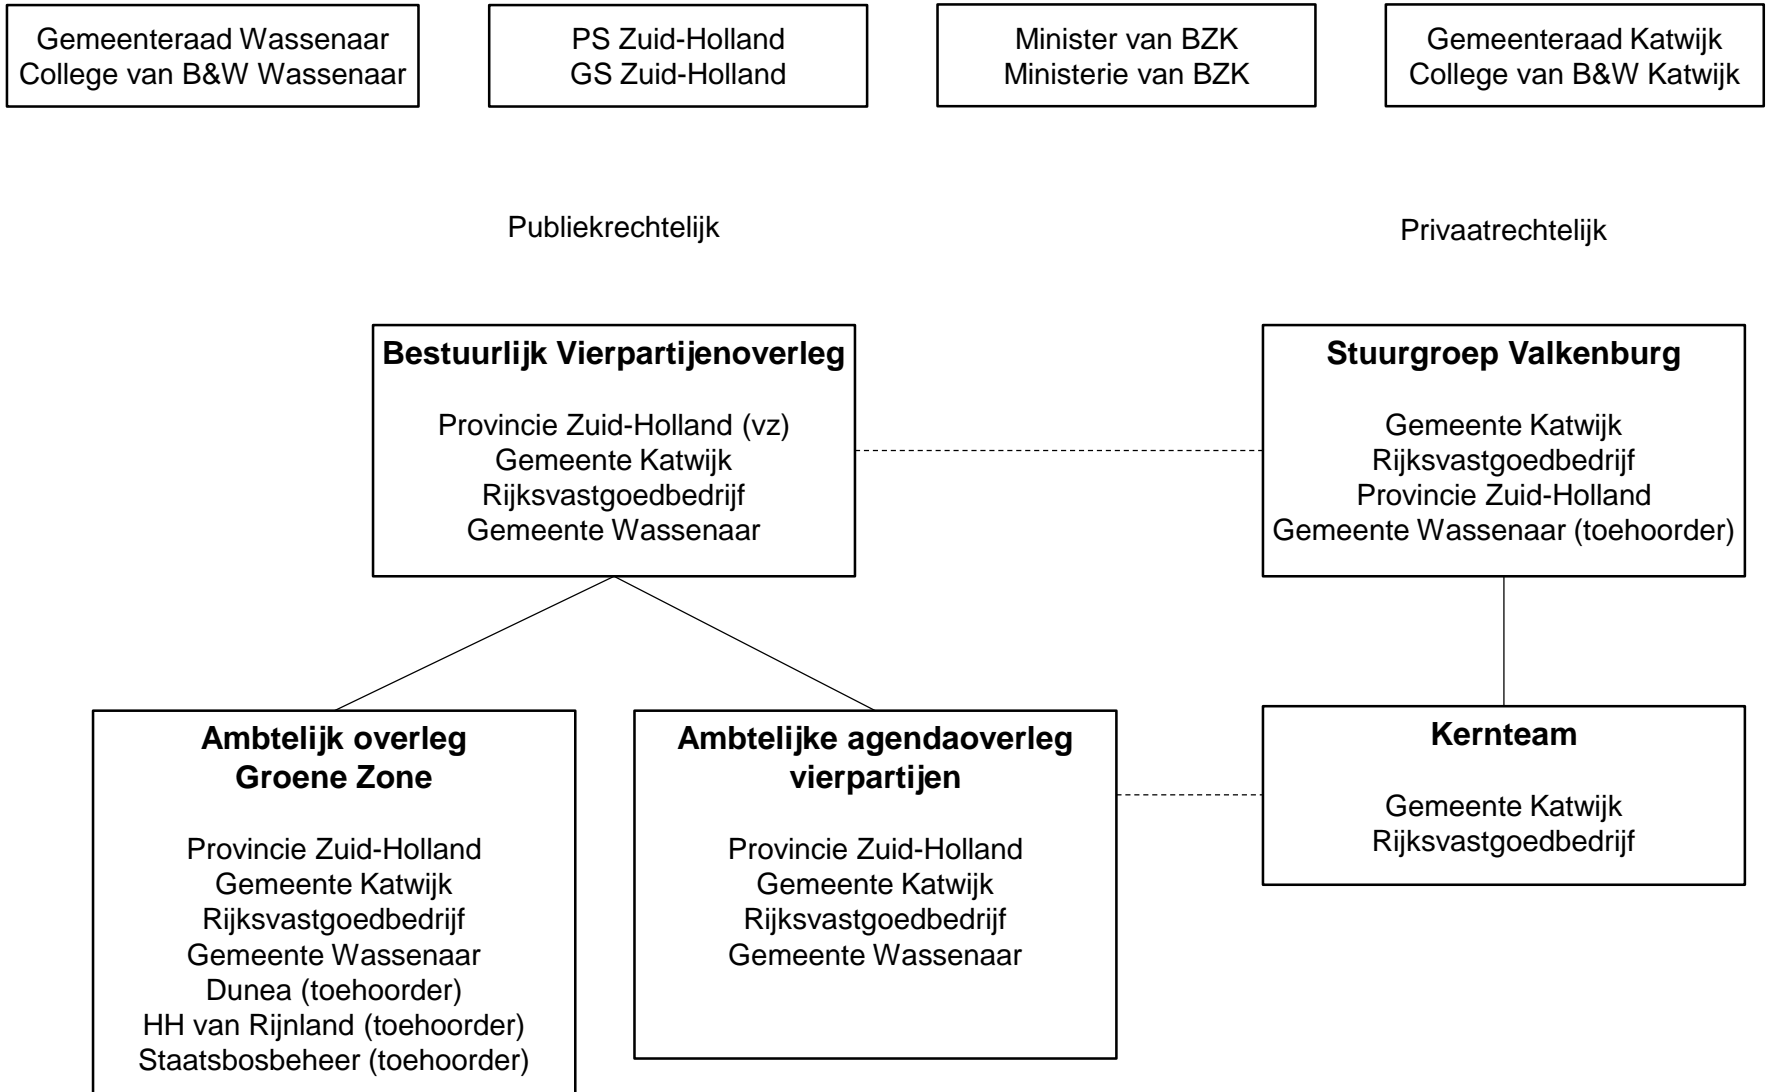 Gemeenteraad Wassenaar
College van B&W Wassenaar
PS Zuid-Holland
GS Zuid-Holland
Minister van BZK
Ministerie van BZK
Gemeenteraad Katwijk
College van B&W Katwijk
Publiekrechtelijk
Privaatrechtelijk
Bestuurlijk Vierpartijenoverleg
Provincie Zuid-Holland (vz)
Gemeente Katwijk
Rijksvastgoedbedrijf
Gemeente Wassenaar
Stuurgroep Valkenburg
Gemeente Katwijk
Rijksvastgoedbedrijf
Provincie Zuid-Holland
Gemeente Wassenaar (toehoorder)
Ambtelijk overleg
Groene Zone
Provincie Zuid-Holland
Gemeente Katwijk
Rijksvastgoedbedrijf
Gemeente Wassenaar
Dunea (toehoorder)
HH van Rijnland (toehoorder)
Staatsbosbeheer (toehoorder)
Ambtelijke agendaoverleg
vierpartijen
Provincie Zuid-Holland
Gemeente Katwijk
Rijksvastgoedbedrijf
Gemeente Wassenaar
Kernteam
Gemeente Katwijk
Rijksvastgoedbedrijf